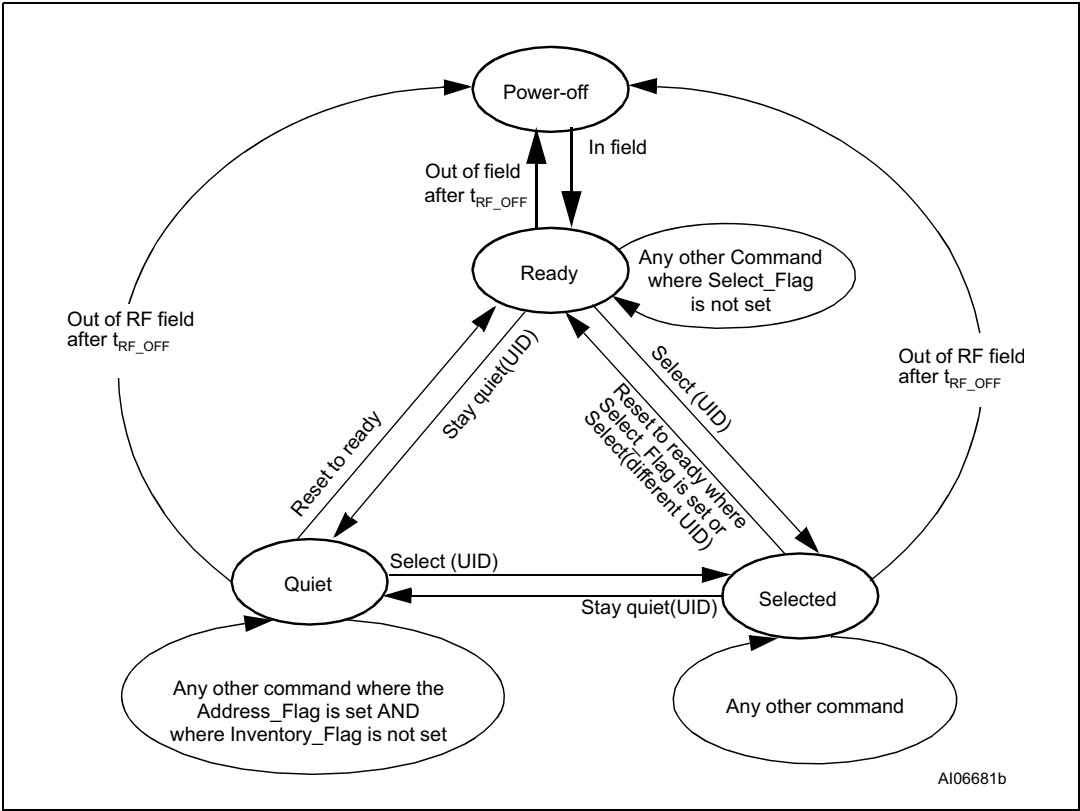 Power-off
In field
Out of field
after tRF_OFF
Ready
Any other Command
where Select_Flag
is not set
Out of RF field
after tRF_OFF
Out of RF field
after tRF_OFF
Reset to ready
Stay quiet(UID)
Select (UID)
Reset to ready where
Select_Flag is set or
Select(different UID)
Select (UID)
Quiet
Stay quiet(UID)
Selected
Any other command where the
Address_Flag is set AND
where Inventory_Flag is not set
Any other command
AI06681b